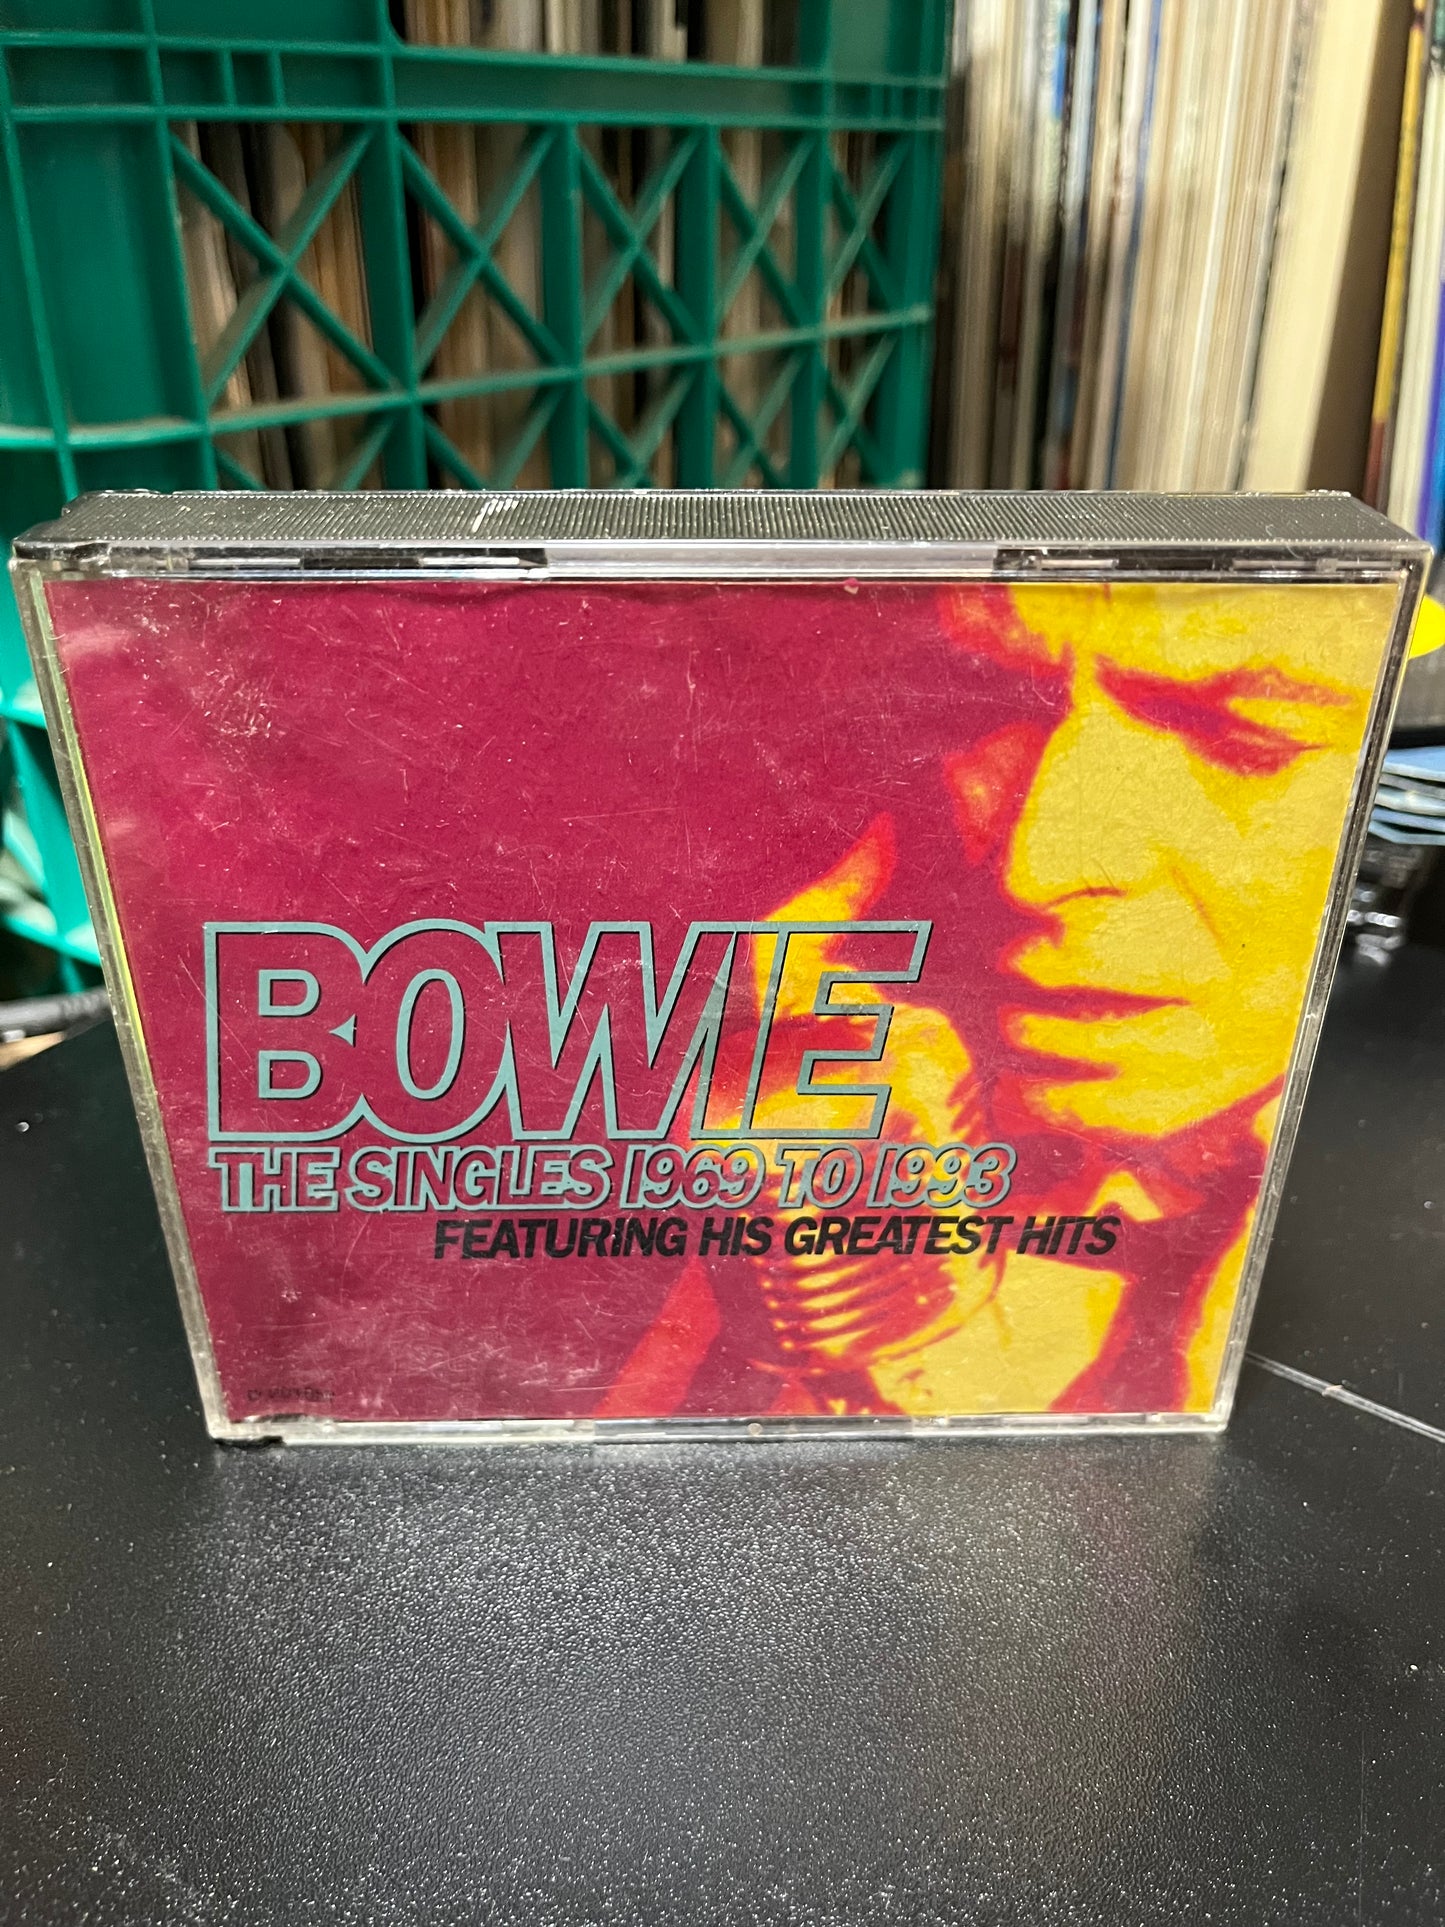 BOWIE
THE SINGLES 1969 TO 1993
FEATURING HIS GREATEST HITS